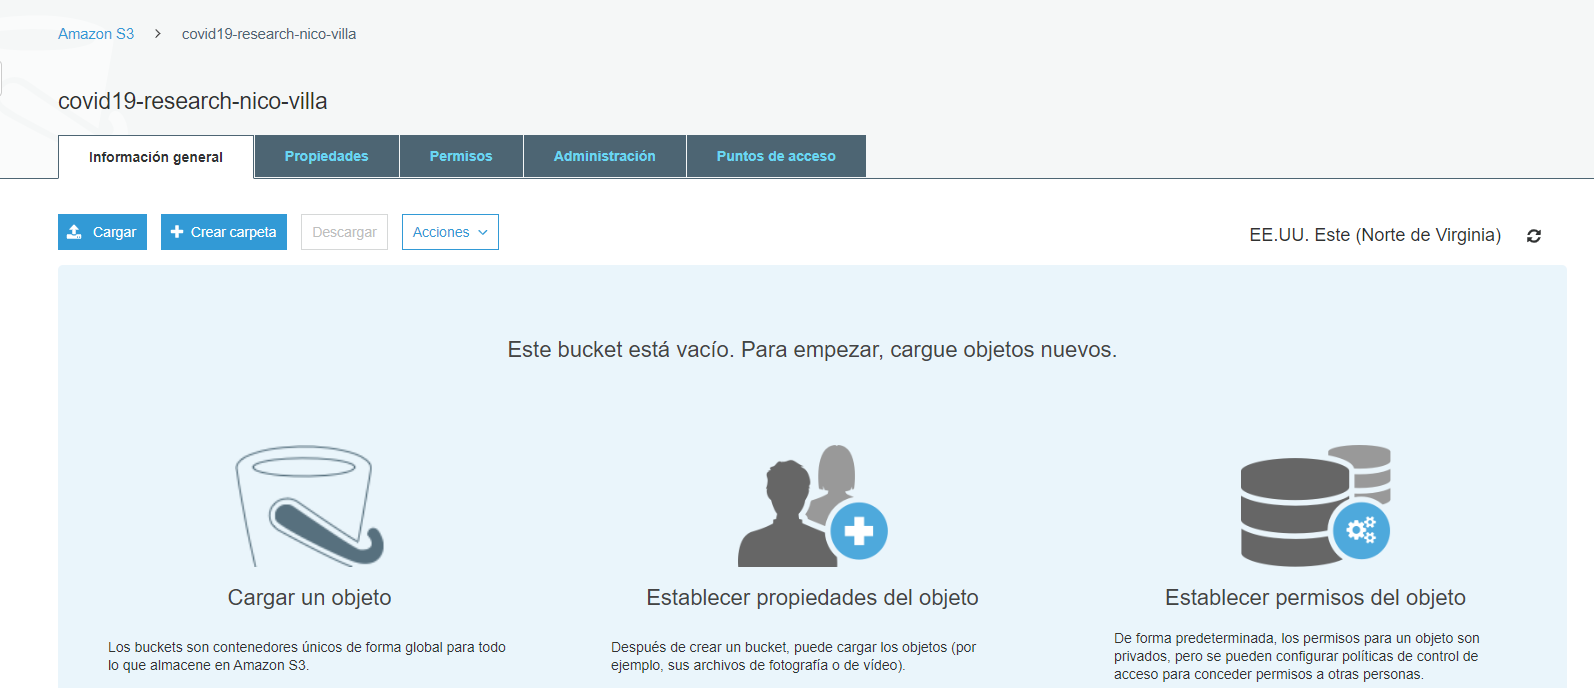 Amazon S3 > covid19-research-nico-villa
covid19-research-nico-villa
Información general Propiedades Permisos Administración Puntos de acceso
Cargar Crear carpeta Descargar Acciones EE.UU. Este (Norte de Virginia)
Este bucket está vacío. Para empezar, cargue objetos nuevos.
Cargar un objeto
Los buckets son contenedores únicos de forma global para todo
lo que almacene en Amazon S3.
Establecer propiedades del objeto
Después de crear un bucket, puede cargar los objetos (por
ejemplo, sus archivos de fotografía o de vídeo).
Establecer permisos del objeto
De forma predeterminada, los permisos para un objeto son
privados, pero se pueden configurar políticas de control de
acceso para conceder permisos a otras personas.